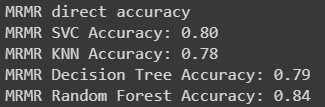 MRMR direct accuracy
MRMR SVC Accuracy: 0.80
MRMR KNN Accuracy: 0.78
MRMR Decision Tree Accuracy: 0.79
MRMR Random Forest Accuracy: 0.84